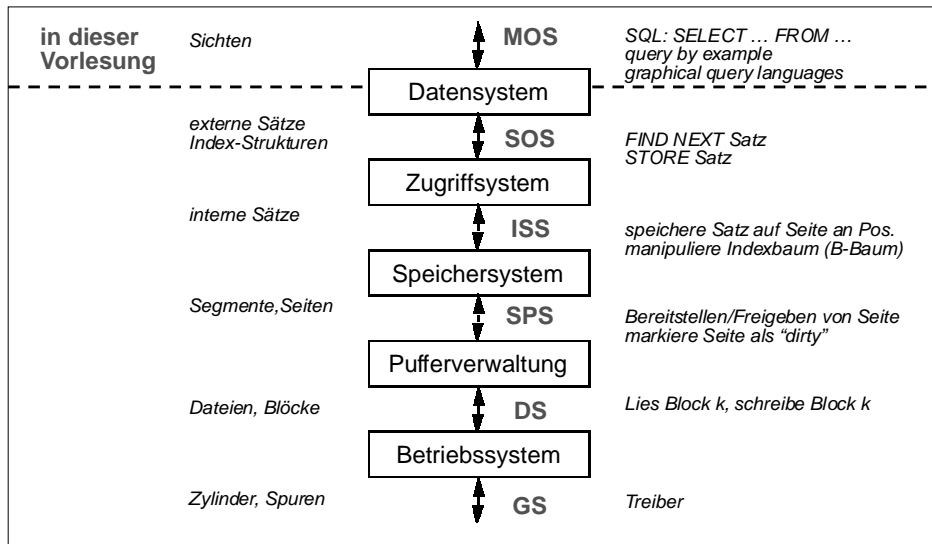 in dieser
Vorlesung
Sichten
MOS
SQL: SELECT … FROM …
query by example
graphical query languages
Datensystem
externe Sätze
Index-Strukturen
SOS
FIND NEXT Satz
STORE Satz
Zugriffsystem
interne Sätze
ISS
speichere Satz auf Seite an Pos.
manipuliere Indexbaum (B-Baum)
Speichersystem
Segmente,Seiten
SPS
Bereitstellen/Freigeben von Seite
markiere Seite als “dirty”
Pufferverwaltung
Dateien, Blöcke
DS
Lies Block k, schreibe Block k
Betriebssystem
Zylinder, Spuren
GS
Treiber